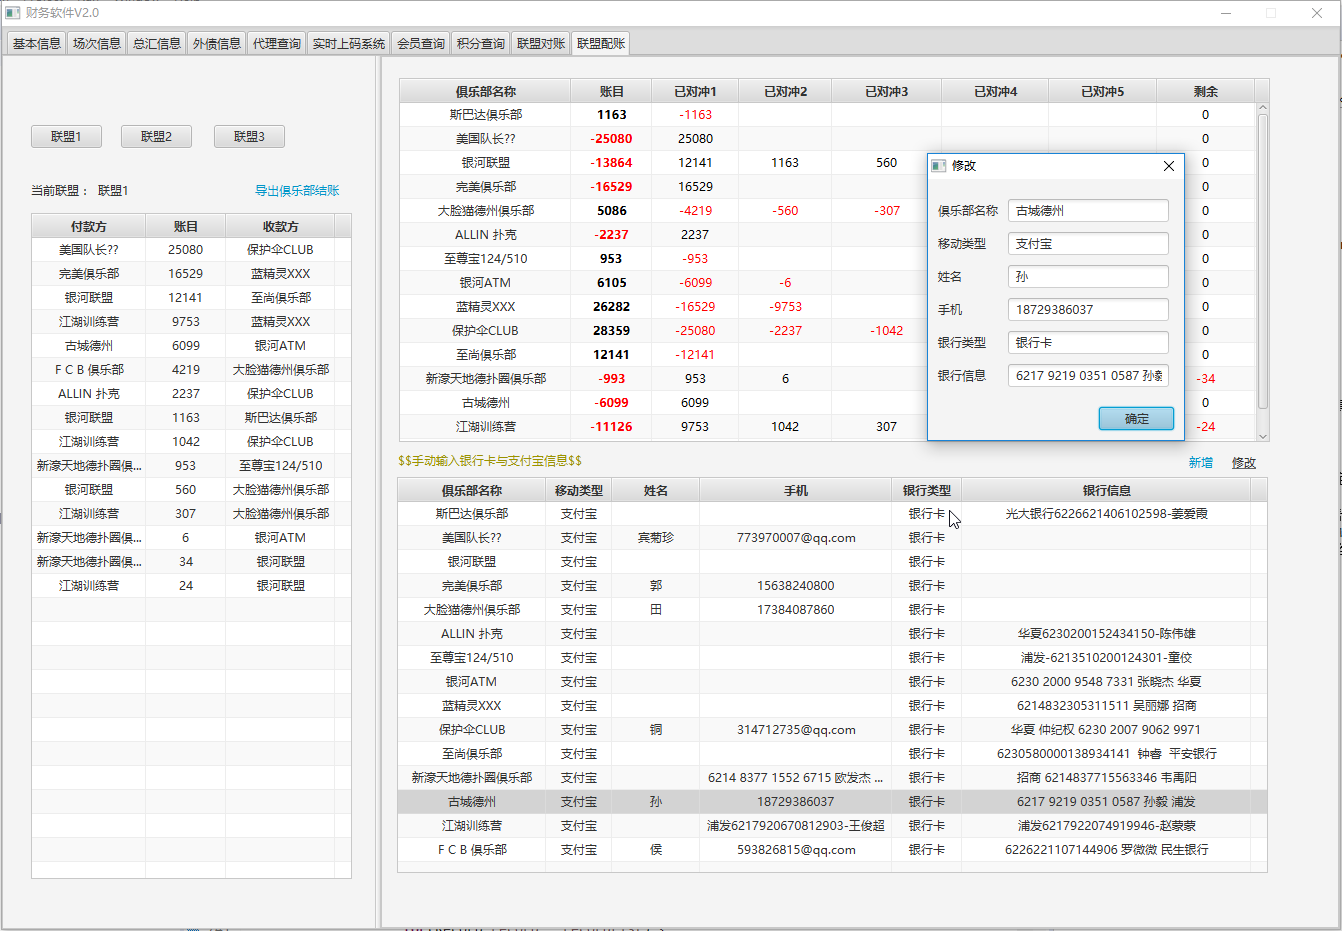 财务软件V2.0
基本信息 场次信息 总汇信息 外债信息 代理查询 实时上码系统 会员查询 积分查询 联盟对账 联盟配账
联盟1 联盟2 联盟3
当前联盟： 联盟1 导出俱乐部结账
付款方 账目 收款方
美国队长?? 25080 保护伞CLUB
完美俱乐部 16529 蓝精灵XXX
银河联盟 12141 至尚俱乐部
江湖训练营 9753 蓝精灵XXX
古城德州 6099 银河ATM
F C B 俱乐部 4219 大脸猫德州俱乐部
ALLIN 扑克 2237 保护伞CLUB
银河联盟 1163 斯巴达俱乐部
江湖训练营 1042 保护伞CLUB
新濠天地德扑圈俱... 953 至尊宝124/510
银河联盟 560 大脸猫德州俱乐部
江湖训练营 307 大脸猫德州俱乐部
新濠天地德扑圈俱... 6 银河ATM
新濠天地德扑圈俱... 34 银河联盟
江湖训练营 24 银河联盟
俱乐部名称 账目 已对冲1 已对冲2 已对冲3 已对冲4 已对冲5 剩余
斯巴达俱乐部 1163 -1163 0
美国队长?? -25080 25080 0
银河联盟 -13864 12141 1163 560 0
完美俱乐部 -16529 16529 0
大脸猫德州俱乐部 5086 -4219 -560 -307 0
ALLIN 扑克 -2237 2237 0
至尊宝124/510 953 -953 0
银河ATM 6105 -6099 -6 0
蓝精灵XXX 26282 -16529 -9753 0
保护伞CLUB 28359 -25080 -2237 -1042 0
至尚俱乐部 12141 -12141 0
新濠天地德扑圈俱乐部 -993 953 6 -34
古城德州 -6099 6099 0
江湖训练营 -11126 9753 1042 307 -24
修改
俱乐部名称 古城德州
移动类型 支付宝
姓名 孙
手机 18729386037
银行类型 银行卡
银行信息 6217 9219 0351 0587 孙毅
确定
$$手动输入银行卡与支付宝信息$$ 新增 修改
俱乐部名称 移动类型 姓名 手机 银行类型 银行信息
斯巴达俱乐部 支付宝 银行卡 光大银行6226621406102598-姜爱霞
美国队长?? 支付宝 宾菊珍 773970007@qq.com 银行卡
银河联盟 支付宝 银行卡
完美俱乐部 支付宝 郭 15638240800 银行卡
大脸猫德州俱乐部 支付宝 田 17384087860 银行卡
ALLIN 扑克 支付宝 银行卡 华夏6230200152434150-陈伟雄
至尊宝124/510 支付宝 银行卡 浦发-6213510200124301-童佼
银河ATM 支付宝 银行卡 6230 2000 9548 7331 张晓杰 华夏
蓝精灵XXX 支付宝 银行卡 6214832305311511 吴丽娜 招商
保护伞CLUB 支付宝 铜 314712735@qq.com 银行卡 华夏 仲纪权 6230 2007 9062 9971
至尚俱乐部 支付宝 银行卡 6230580000138934141 钟睿 平安银行
新濠天地德扑圈俱乐部 支付宝 6214 8377 1552 6715 欧发杰 ... 银行卡 招商 6214837715563346 韦禹阳
古城德州 支付宝 孙 18729386037 银行卡 6217 9219 0351 0587 孙毅 浦发
江湖训练营 支付宝 浦发6217920670812903-王俊超 银行卡 浦发6217922074919946-赵蒙蒙
F C B 俱乐部 支付宝 侯 593826815@qq.com 银行卡 6226221107144906 罗微微 民生银行